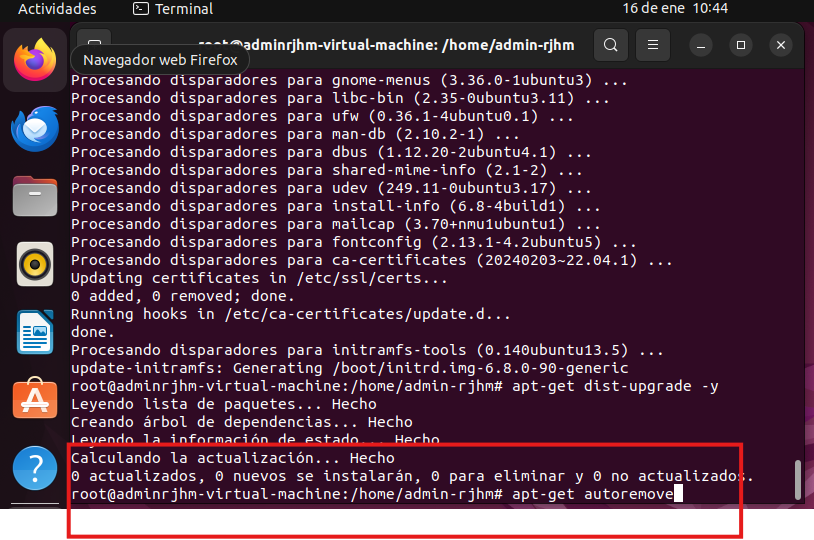 Actividades
Terminal
16 de ene 10:44
root@adminrjhm-virtual-machine: /home/admin-rjhm
Navegador web Firefox
Procesando disparadores para gnome-menus (3.36.0-1ubuntu3) ...
Procesando disparadores para libc-bin (2.35-0ubuntu3.11) ...
Procesando disparadores para ufw (0.36.1-4ubuntu0.1) ...
Procesando disparadores para man-db (2.10.2-1) ...
Procesando disparadores para dbus (1.12.20-2ubuntu4.1) ...
Procesando disparadores para shared-mime-info (2.1-2) ...
Procesando disparadores para udev (249.11-0ubuntu3.17) ...
Procesando disparadores para install-info (6.8-4build1) ...
Procesando disparadores para mailcap (3.70+nmu1ubuntu1) ...
Procesando disparadores para fontconfig (2.13.1-4.2ubuntu5) ...
Procesando disparadores para ca-certificates (20240203~22.04.1) ...
Updating certificates in /etc/ssl/certs...
0 added, 0 removed; done.
Running hooks in /etc/ca-certificates/update.d...
done.
Procesando disparadores para initramfs-tools (0.140ubuntu13.5) ...
update-initramfs: Generating /boot/initrd.img-6.8.0-90-generic
root@adminrjhm-virtual-machine:/home/admin-rjhm# apt-get dist-upgrade -y
Leyendo lista de paquetes... Hecho
Creando árbol de dependencias... Hecho
Leyendo la información de estado... Hecho
Calculando la actualización... Hecho
0 actualizados, 0 nuevos se instalarán, 0 para eliminar y 0 no actualizados.
root@adminrjhm-virtual-machine:/home/admin-rjhm# apt-get autoremove